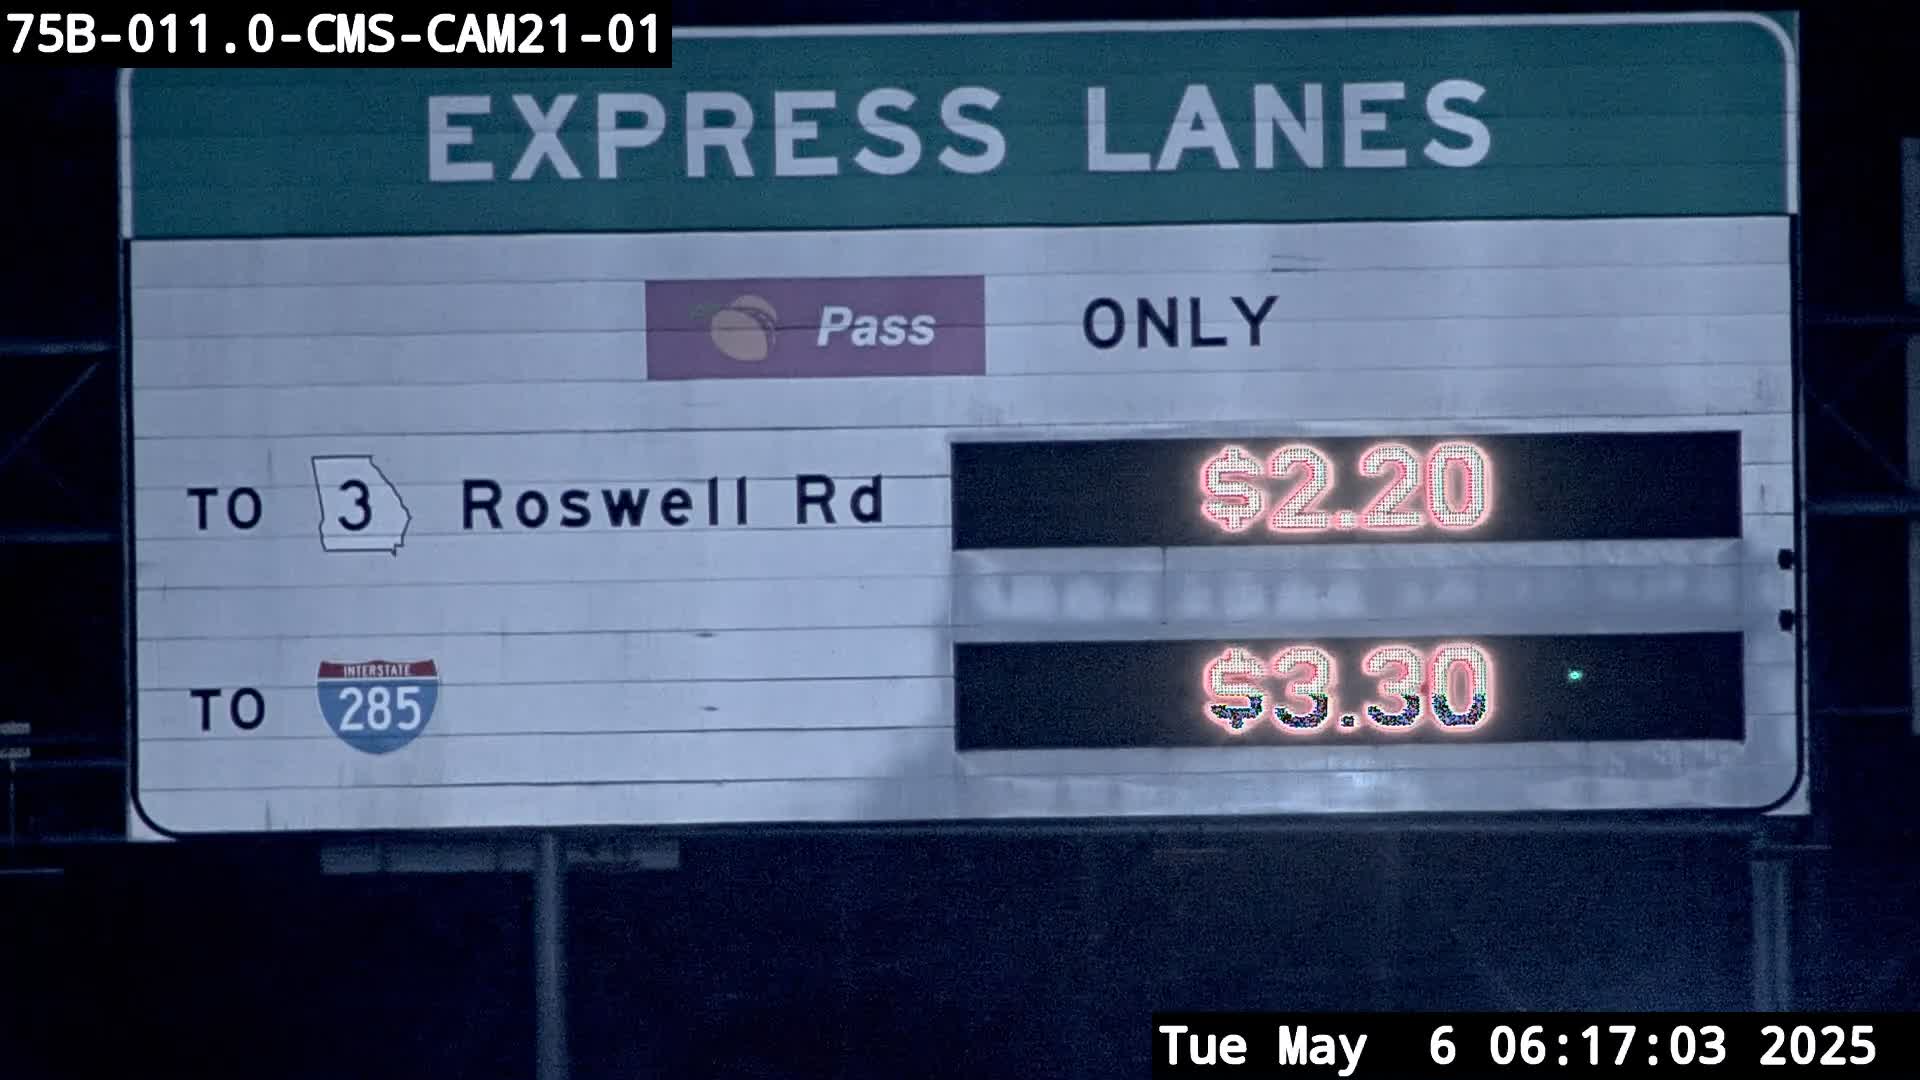 75B-011.0-CMS-CAM21-01
EXPRESS LANES
Pass ONLY
TO 3 Roswell Rd $2.20
TO INTERSTATE 285 $3.30
Tue May 6 06:17:03 2025